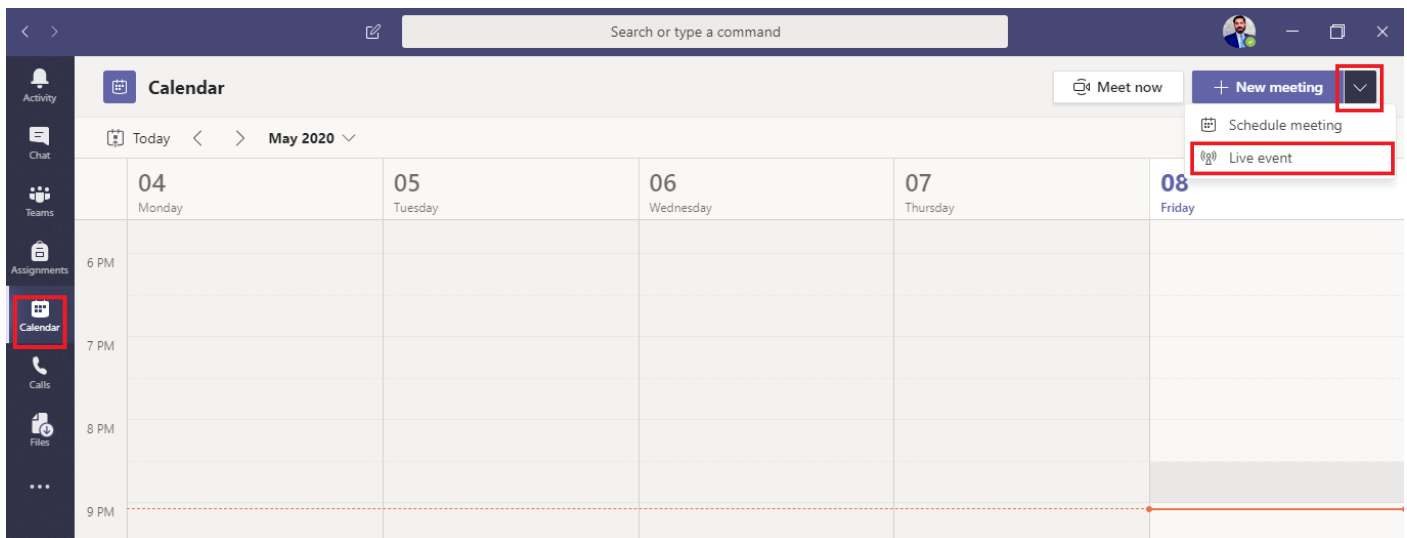 Search or type a command
Activity
Chat
Teams
Assignments
Calendar
Calls
Files
Calendar
Meet now
New meeting
Schedule meeting
Live event
Today
May 2020
04
Monday
05
Tuesday
06
Wednesday
07
Thursday
08
Friday
6 PM
7 PM
8 PM
9 PM